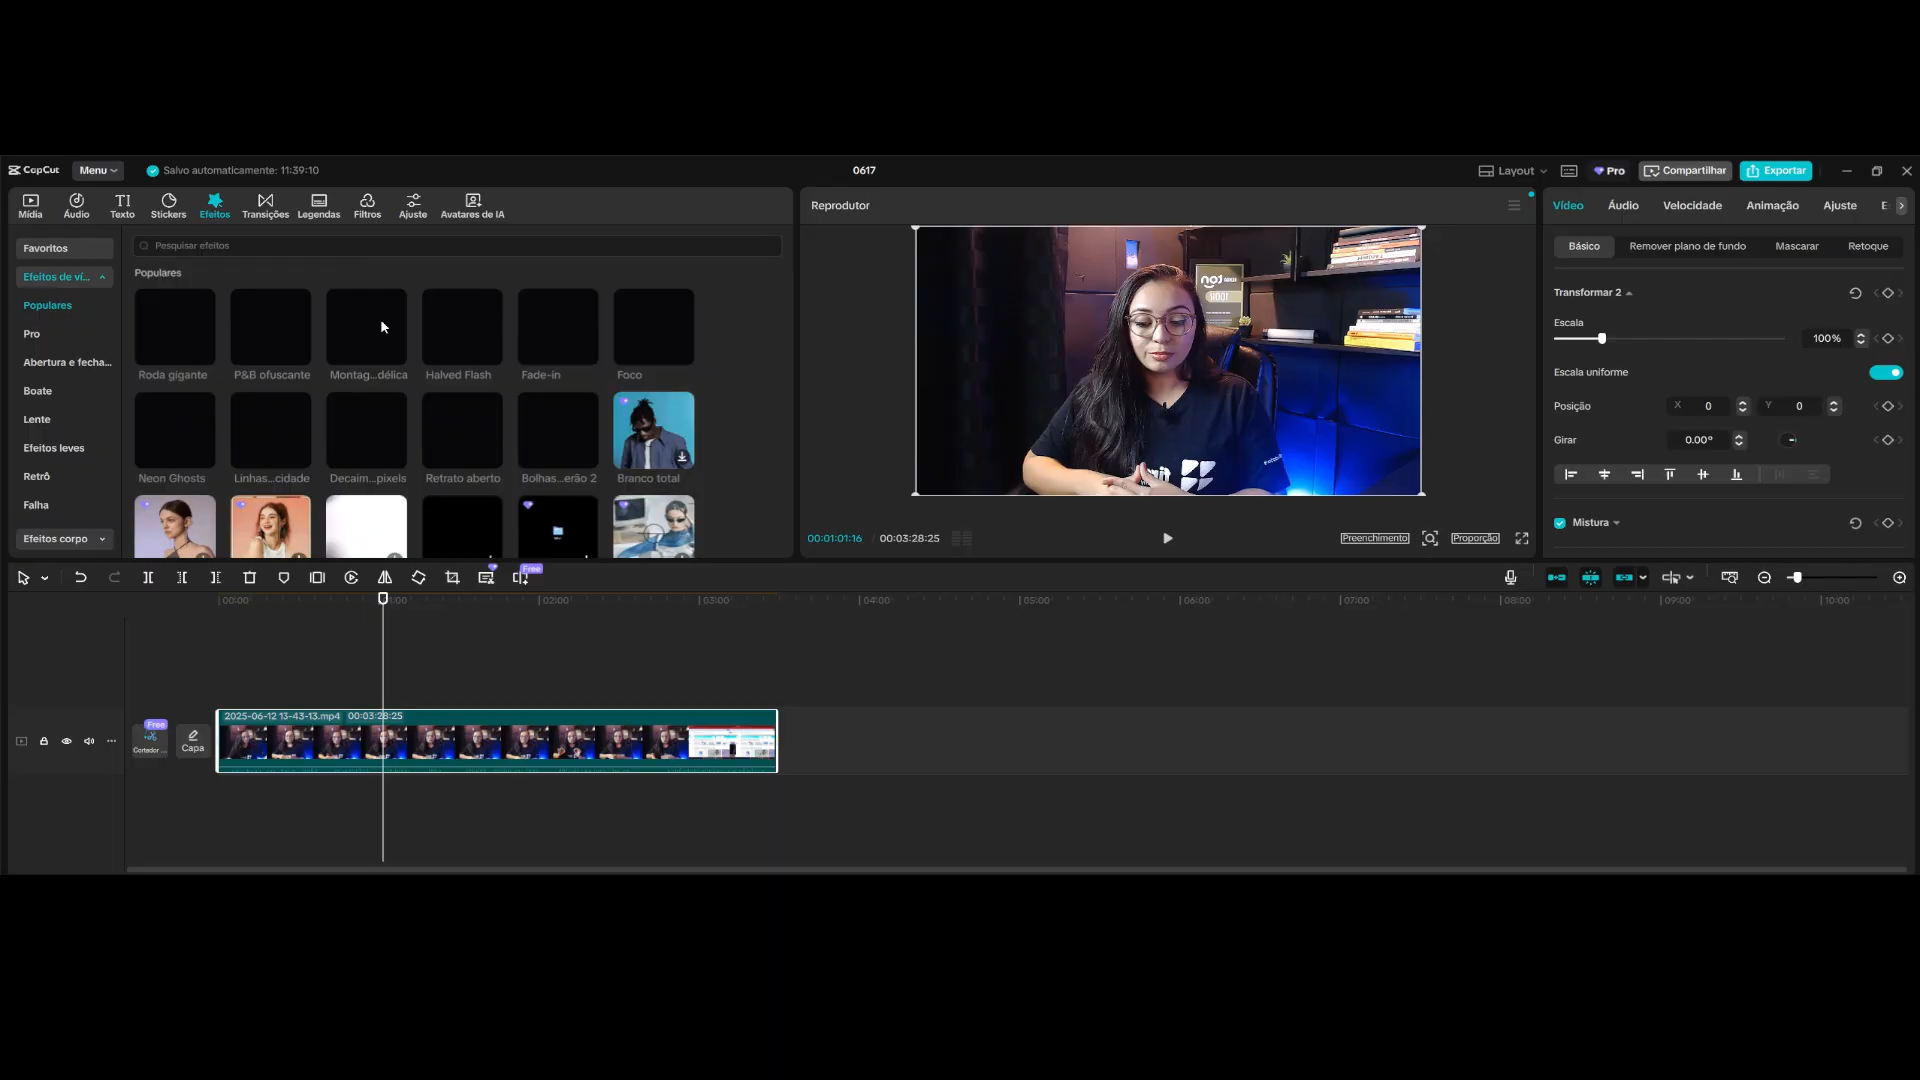 CapCut Menu Salvo automaticamente: 11:39:10 0617 Layout Pro Compartilhar Exportar
Mídia Áudio Texto Stickers Efeitos Transições Legendas Filtros Ajuste Avatares de IA
Favoritos
Efeitos de ví...
Populares
Pro
Abertura e fecha...
Boate
Lente
Efeitos leves
Retrô
Falha
Efeitos corpo
Pesquisar efeitos
Populares
Roda gigante P&B ofuscante Montag...délica Halved Flash Fade-in Foco
Neon Ghosts Linhas...cidade Decaim...pixels Retrato aberto Bolhas...erão 2 Branco total
Reprodutor
no1
100K
00:01:01:16 / 00:03:28:25 Preenchimento Proporção
Vídeo Áudio Velocidade Animação Ajuste E
Básico Remover plano de fundo Mascarar Retoque
Transformar 2
Escala
100%
Escala uniforme
Posição X 0 Y 0
Girar 0.00°
Mistura
Free
00:00 01:00 02:00 03:00 04:00 05:00 06:00 07:00 08:00 09:00 10:00
2025-06-12 13-43-13.mp4 00:03:28:25
Free
Cortador ...
Capa